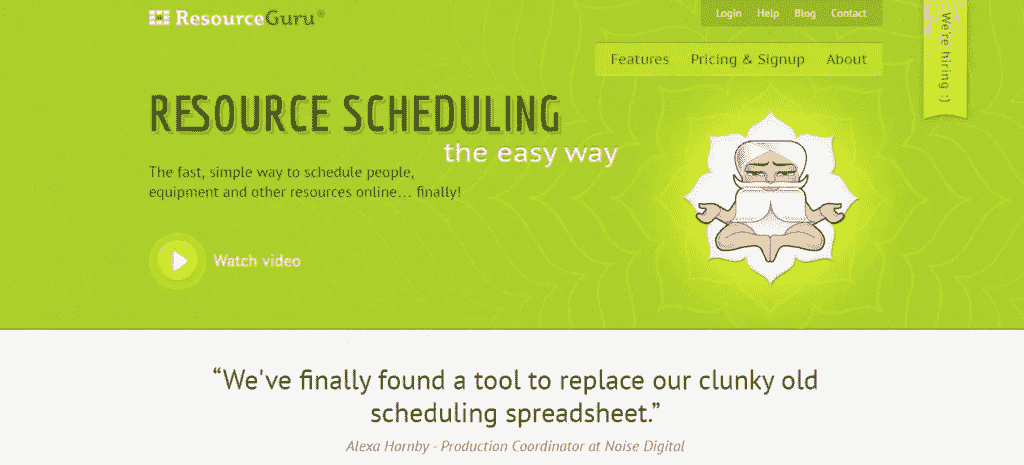 ResourceGuru®
Login Help Blog Contact
We're hiring :)
Features Pricing & Signup About
RESOURCE SCHEDULING
the easy way
The fast, simple way to schedule people,
equipment and other resources online... finally!
Watch video
“We've finally found a tool to replace our clunky old
scheduling spreadsheet.”
Alexa Hornby - Production Coordinator at Noise Digital